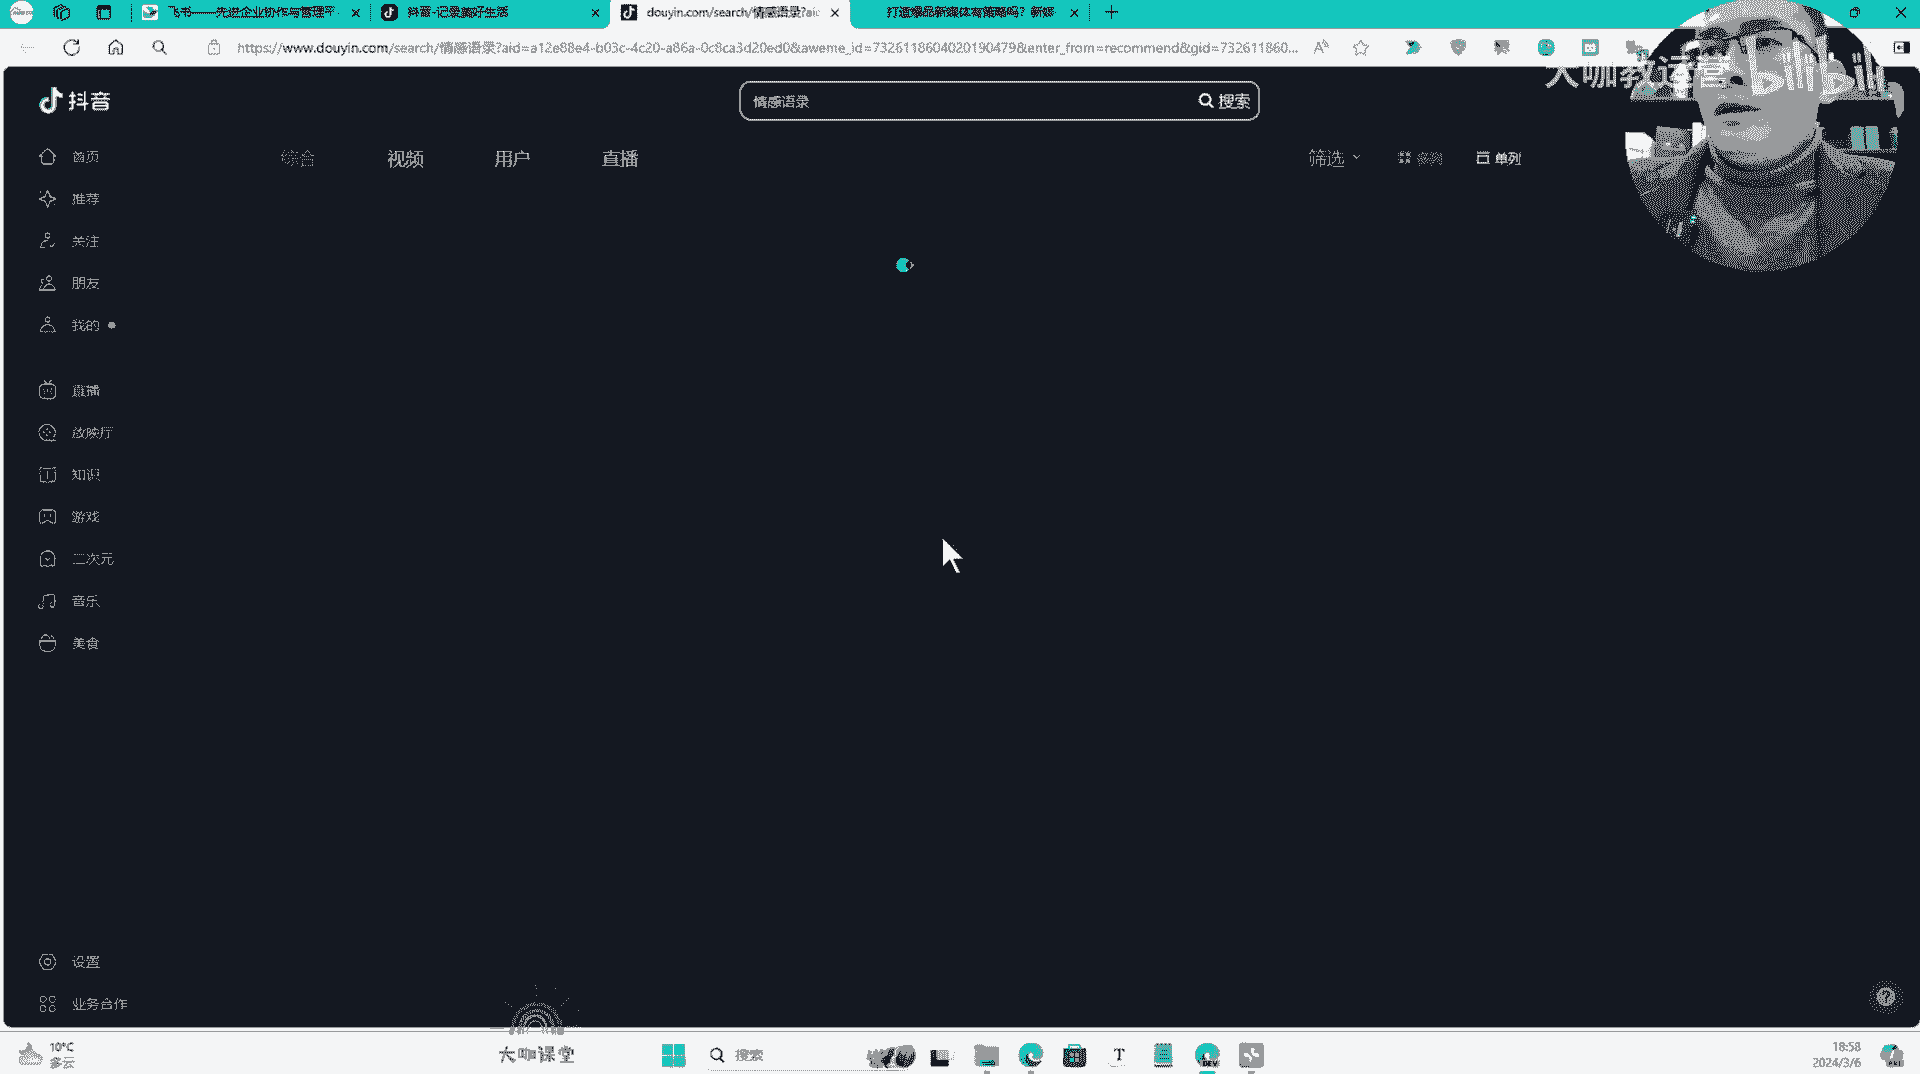 飞书——先进企业协作与管理平
抖音-记录美好生活
douyin.com/search/情感语录?aid
打造爆品新媒体有策略吗？新媒
https://www.douyin.com/search/情感语录?aid=a12e88e4-b03c-4c20-a86a-0c8ca3d20ed0&aweme_id=7326118604020190479&enter_from=recommend&gid=732611860...
大咖教运营 bilibili
抖音
情感语录
搜索
首页
综合
视频
用户
直播
筛选
多列
单列
推荐
关注
朋友
我的
直播
放映厅
知识
游戏
二次元
音乐
美食
设置
业务合作
10°C
多云
大咖课堂
搜索
T
DEV
18:58
2024/3/6